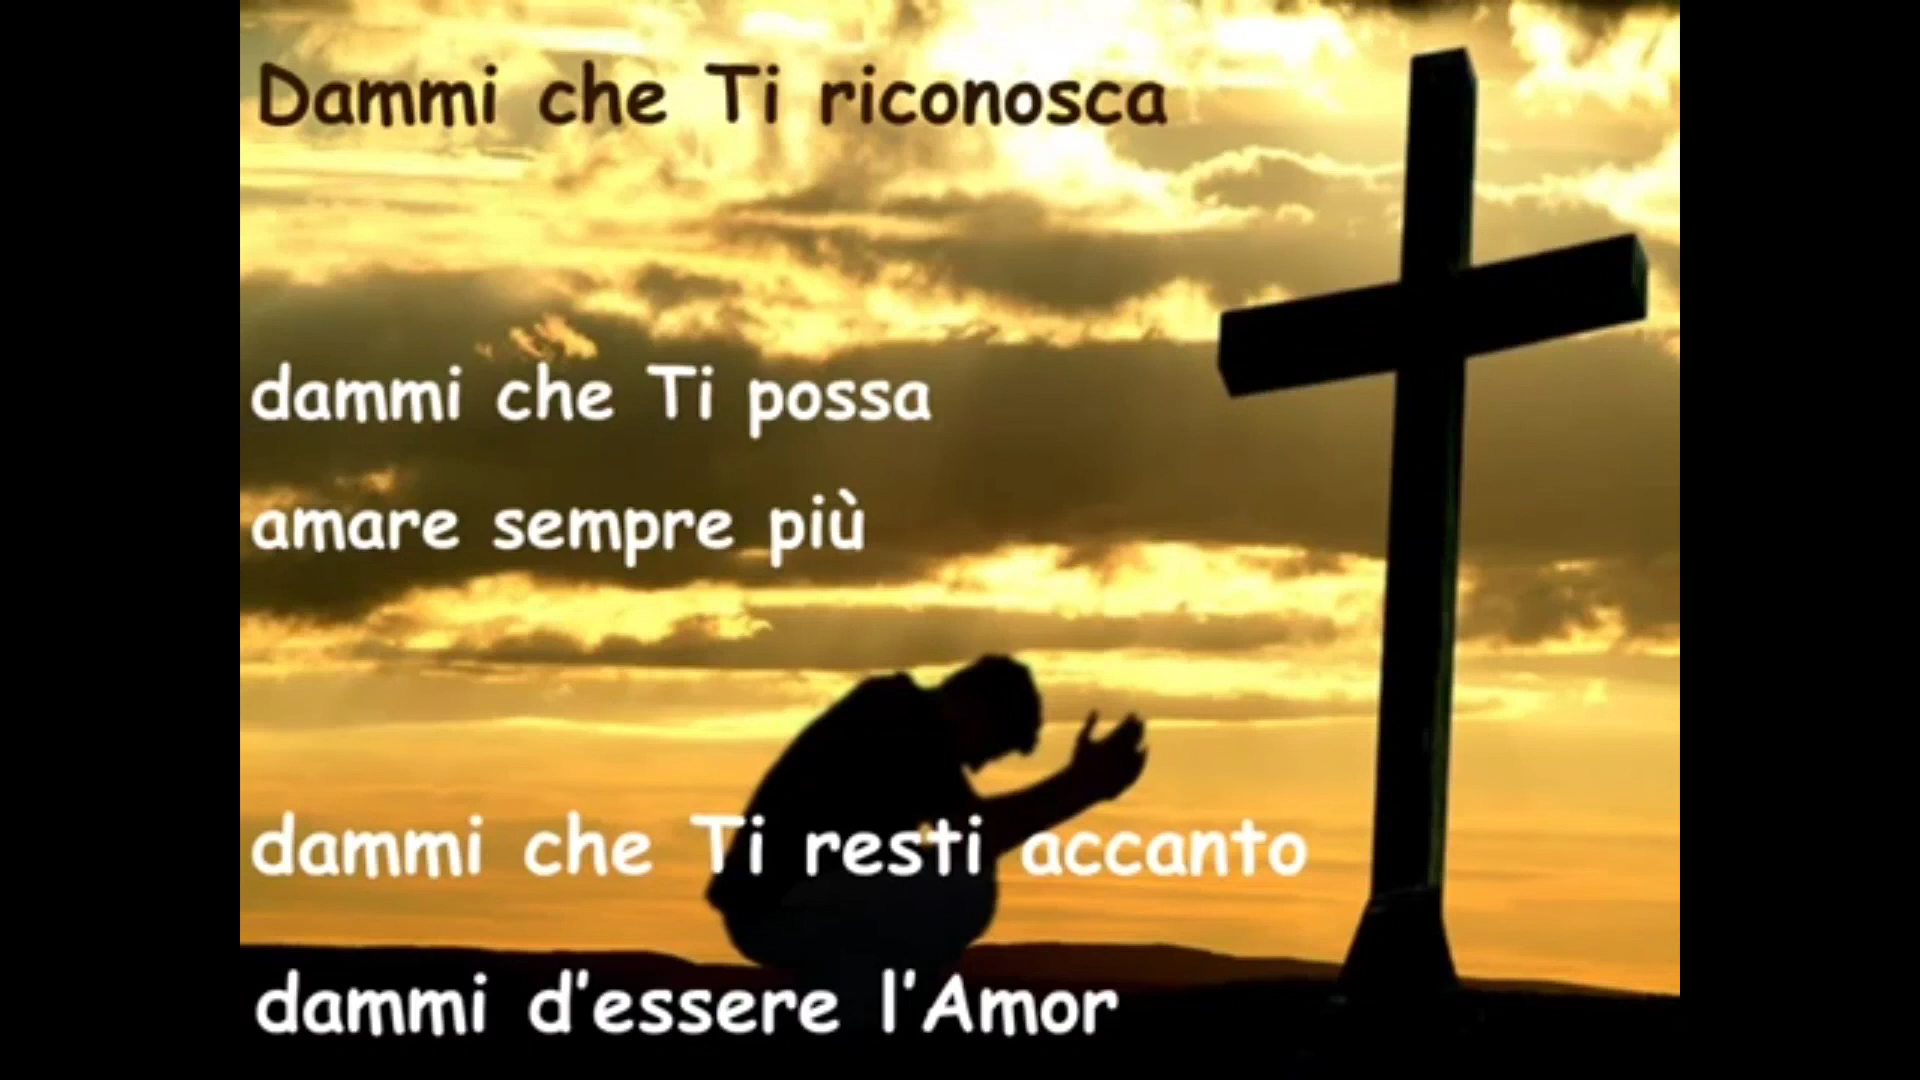 Dammi che Ti riconosca
dammi che Ti possa
amare sempre più
dammi che Ti resti accanto
dammi d'essere l'Amor